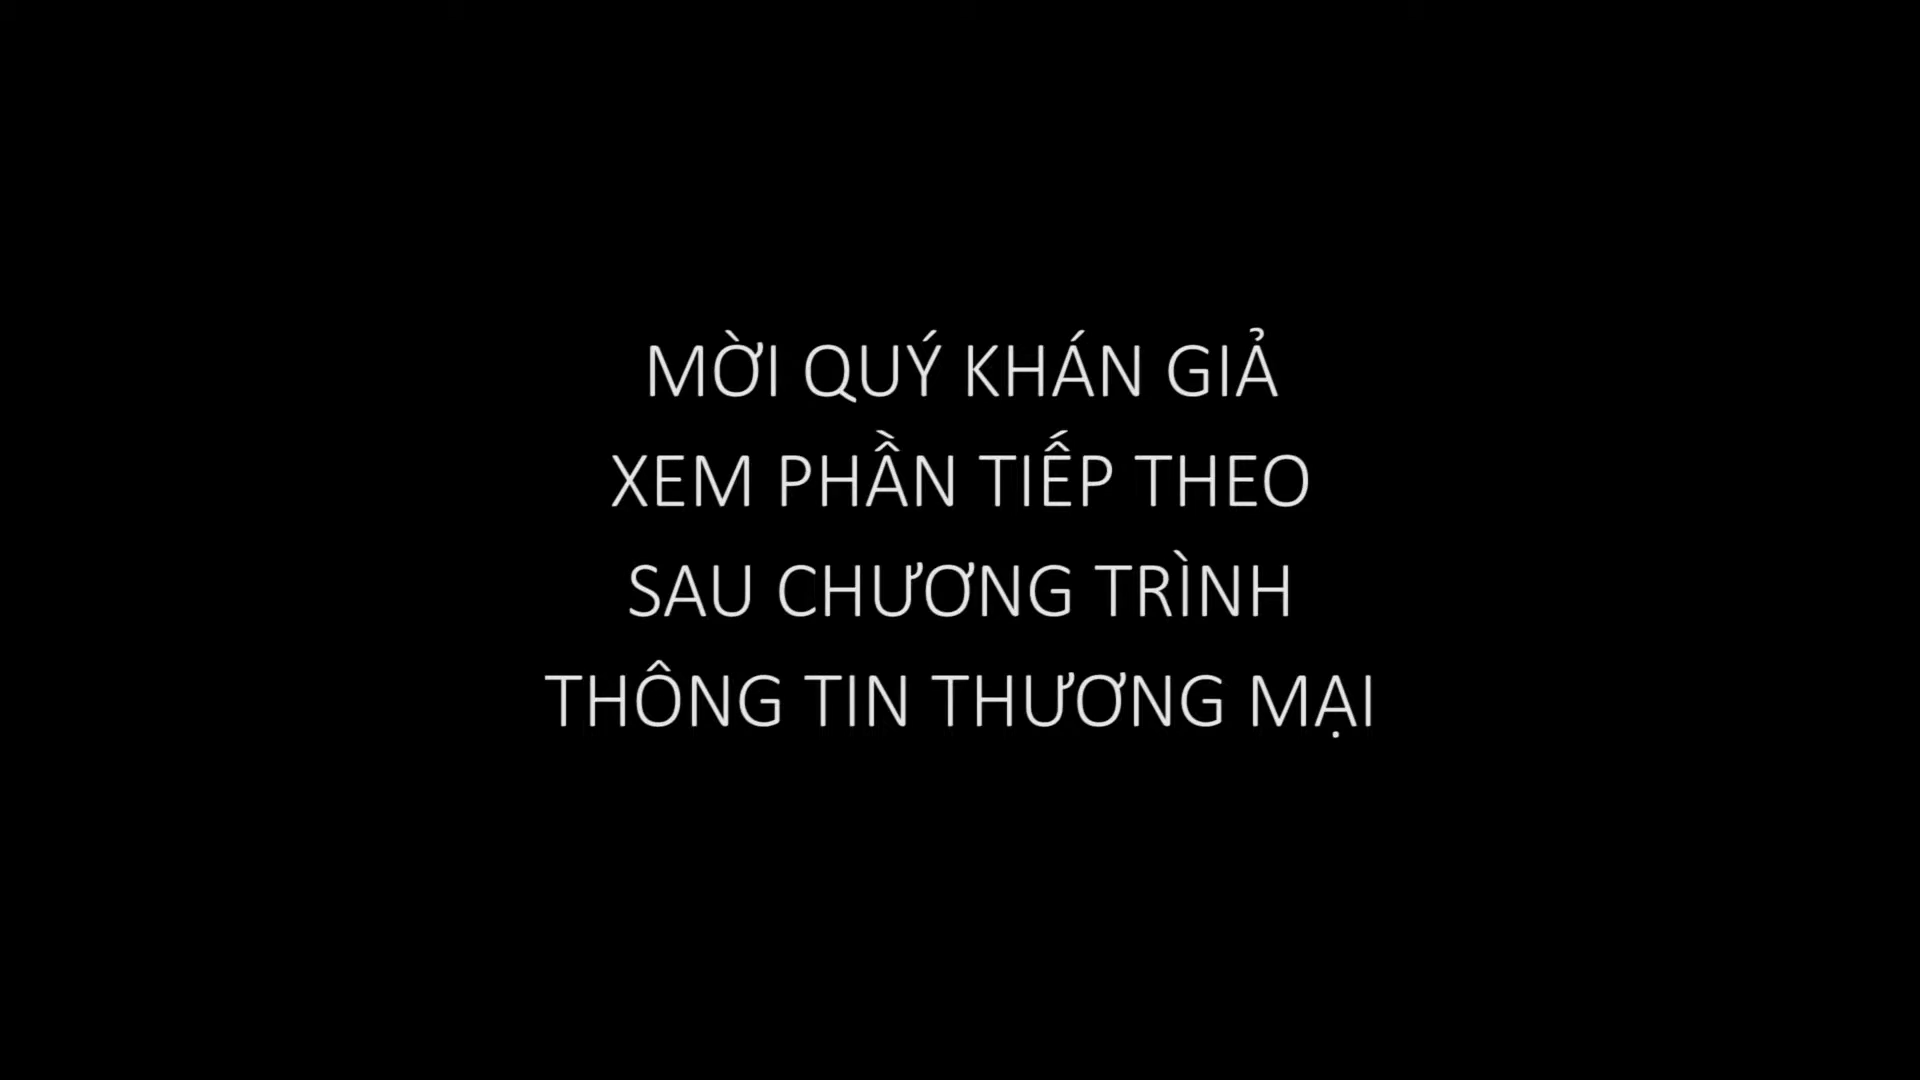 MỜI QUÝ KHÁN GIẢ
XEM PHẦN TIẾP THEO
SAU CHƯƠNG TRÌNH
THÔNG TIN THƯƠNG MẠI